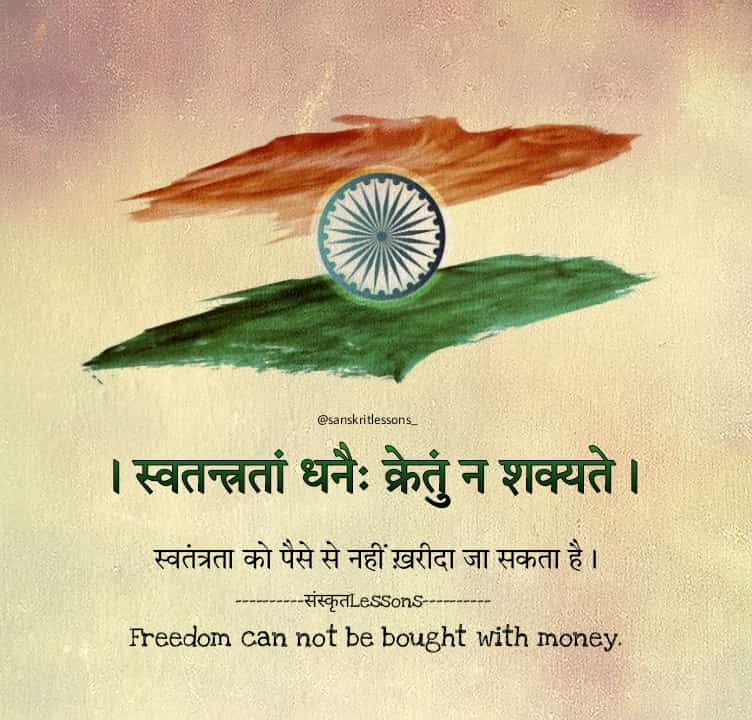 @sanskritlessons_
। स्वतन्त्रतां धनैः क्रेतुं न शक्यते ।
स्वतंत्रता को पैसे से नहीं ख़रीदा जा सकता है ।
----------संस्कृतLessons----------
Freedom can not be bought with money.